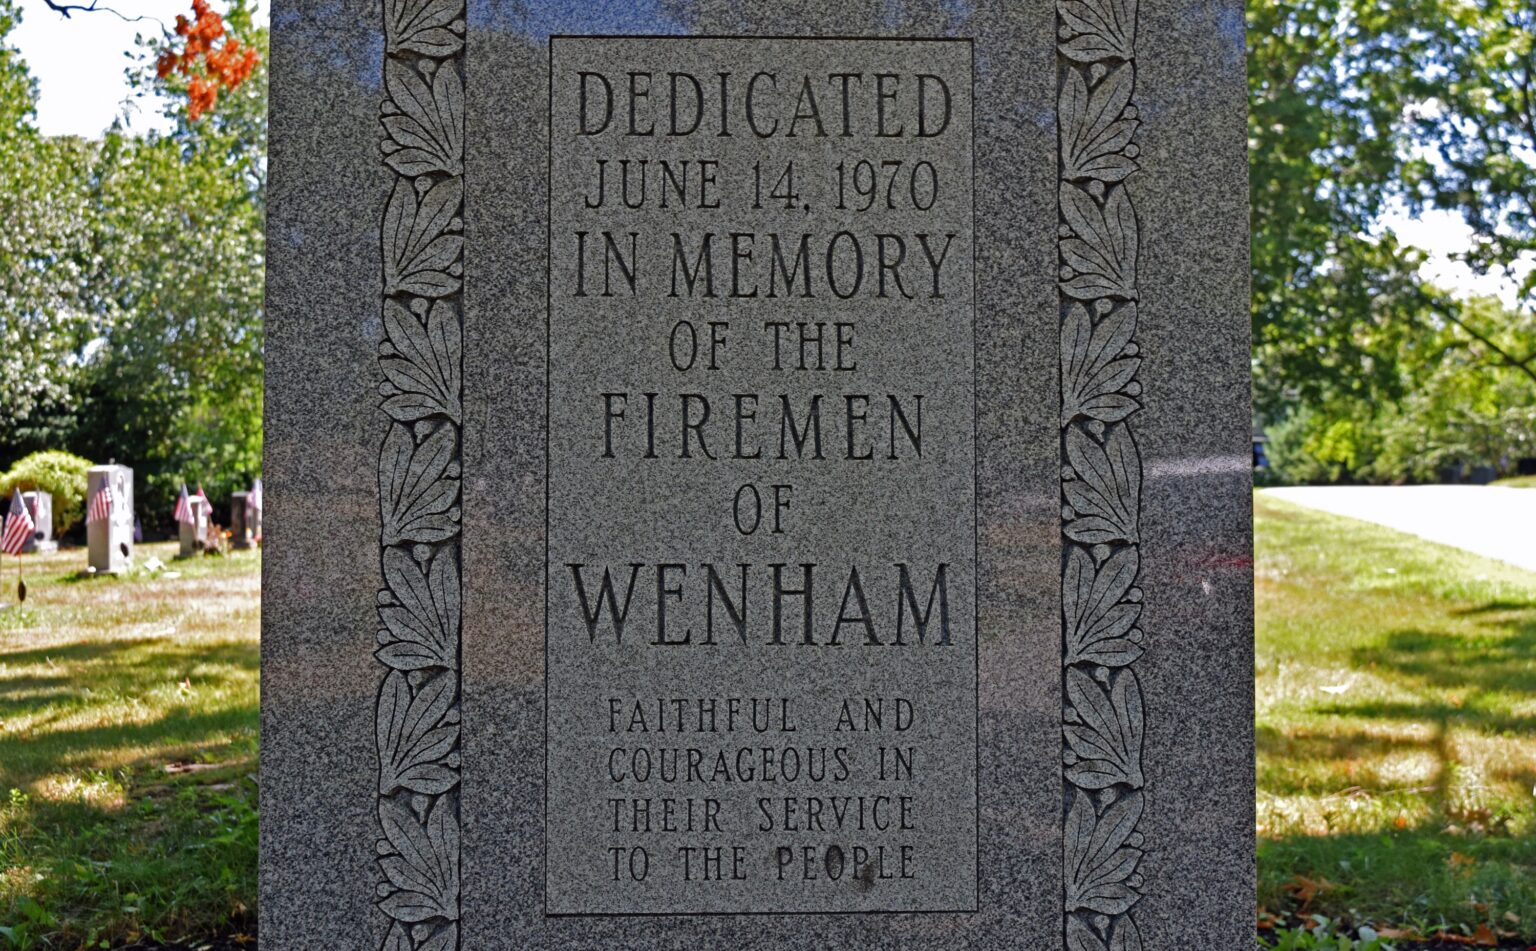 DEDICATED
JUNE 14, 1970
IN MEMORY
OF THE
FIREMEN
OF
WENHAM
FAITHFUL AND
COURAGEOUS IN
THEIR SERVICE
TO THE PEOPLE